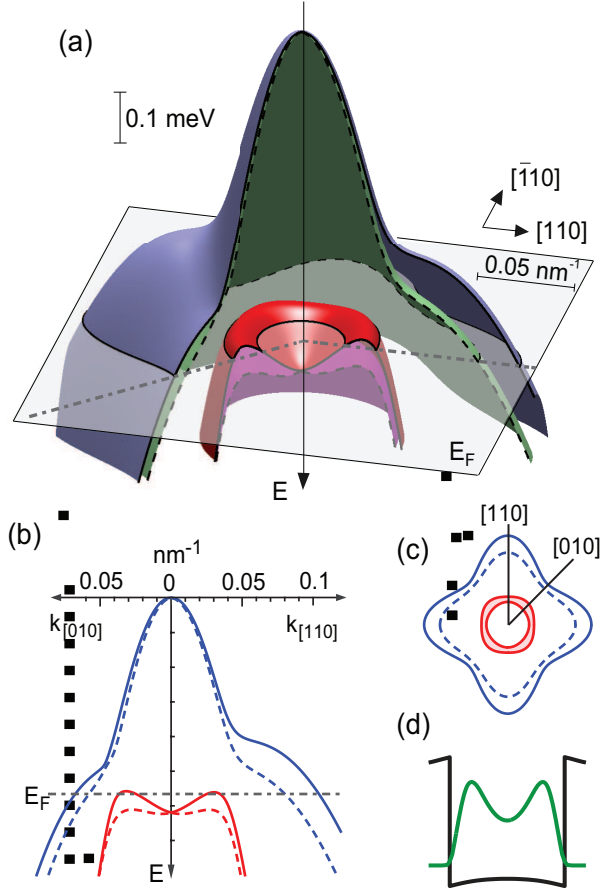 (a)
0.1 meV
[1̄10]
[110]
0.05 nm⁻¹
E_F
E
(b)
nm⁻¹
0.05 0 0.05 0.1
k_[010] k_[110]
E_F
E
(c)
[110]
[010]
(d)